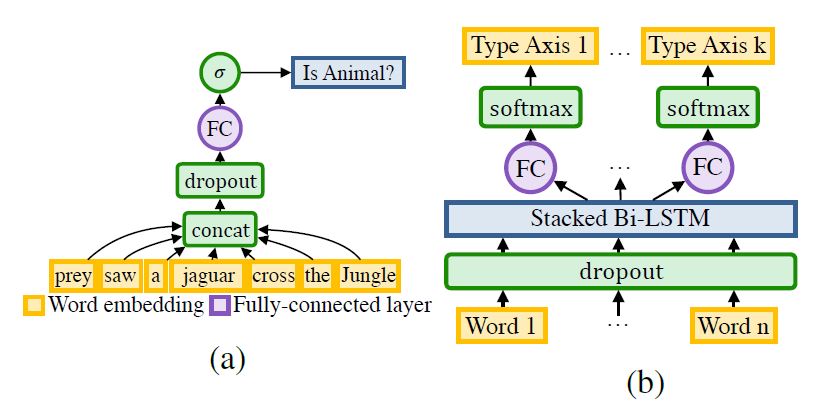 σ
Is Animal?
FC
dropout
concat
prey saw a jaguar cross the Jungle
Word embedding Fully-connected layer
(a)
Type Axis 1 ... Type Axis k
softmax softmax
FC ... FC
Stacked Bi-LSTM
dropout
Word 1 ... Word n
(b)